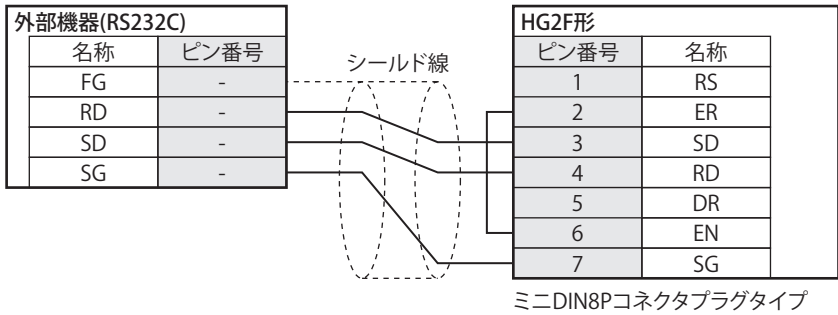 外部機器(RS232C)
名称 ピン番号
FG -
RD -
SD -
SG -
シールド線
HG2F形
ピン番号 名称
1 RS
2 ER
3 SD
4 RD
5 DR
6 EN
7 SG
ミニDIN8Pコネクタプラグタイプ